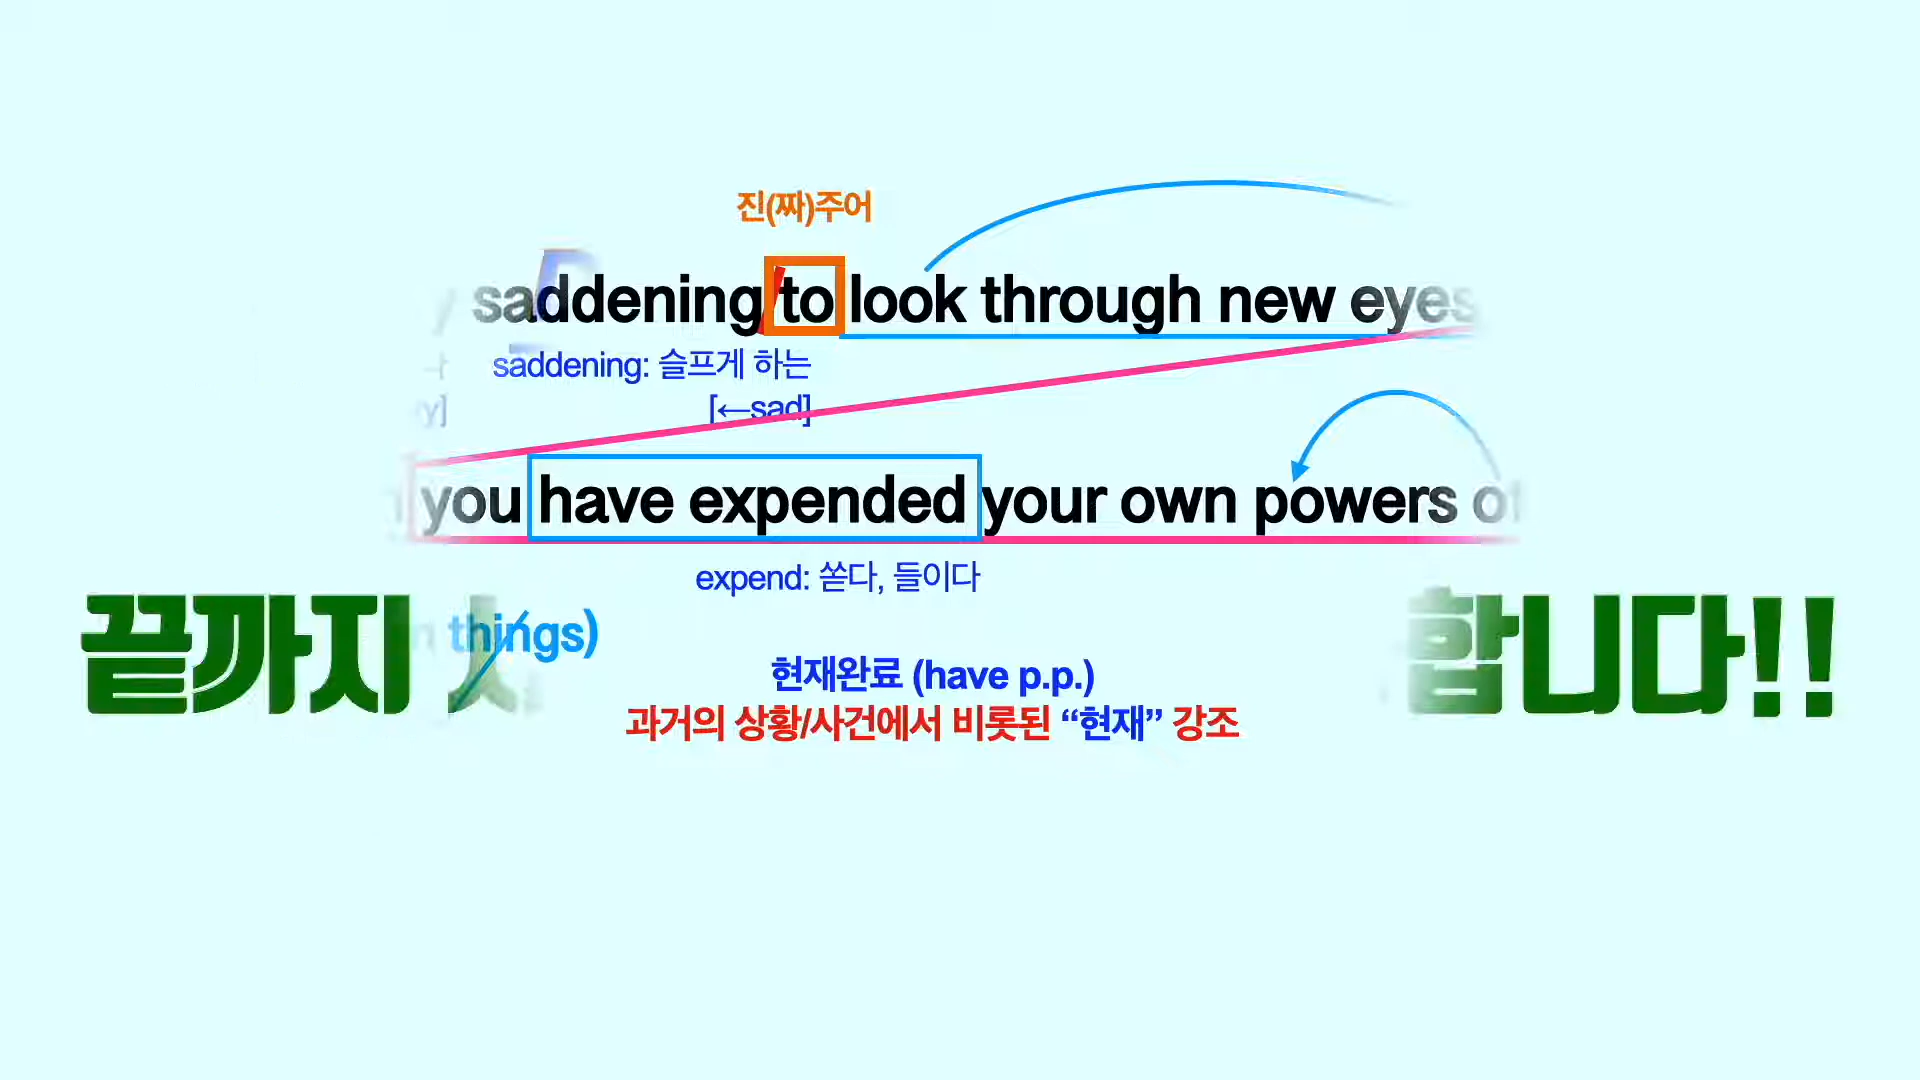 진(짜)주어
saddening/to look through new eyes
saddening: 슬프게 하는
[←sad]
you have expended your own powers of
expend: 쏟다, 들이다
끝까지 합니다!!
things)
현재완료 (have p.p.)
과거의 상황/사건에서 비롯된 “현재” 강조